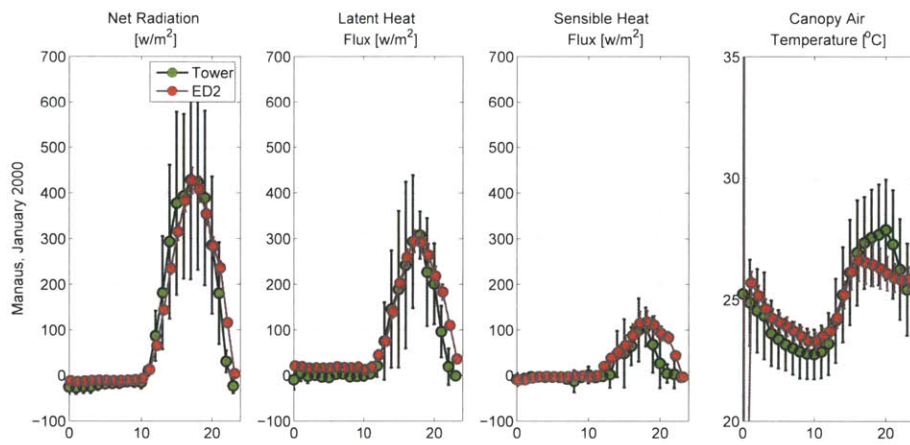 Net Radiation
[w/m²]
Latent Heat
Flux [w/m²]
Sensible Heat
Flux [w/m²]
Canopy Air
Temperature [°C]
Manaus, January 2000
700
600
500
400
300
200
100
0
−100
0 10 20
Tower
ED2
700
600
500
400
300
200
100
0
−100
0 10 20
700
600
500
400
300
200
100
0
−100
0 10 20
35
30
25
20
0 10 20